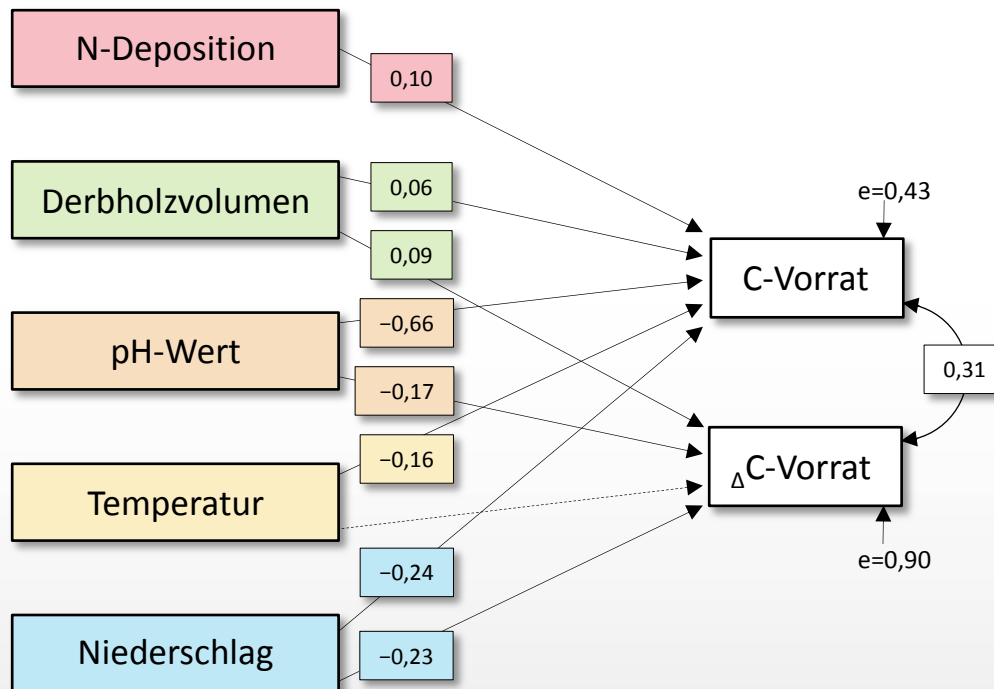 N-Deposition
0,10
Derbholzvolumen
0,06
0,09
e=0,43
C-Vorrat
pH-Wert
−0,66
−0,17
0,31
Temperatur
−0,16
ΔC-Vorrat
e=0,90
Niederschlag
−0,24
−0,23